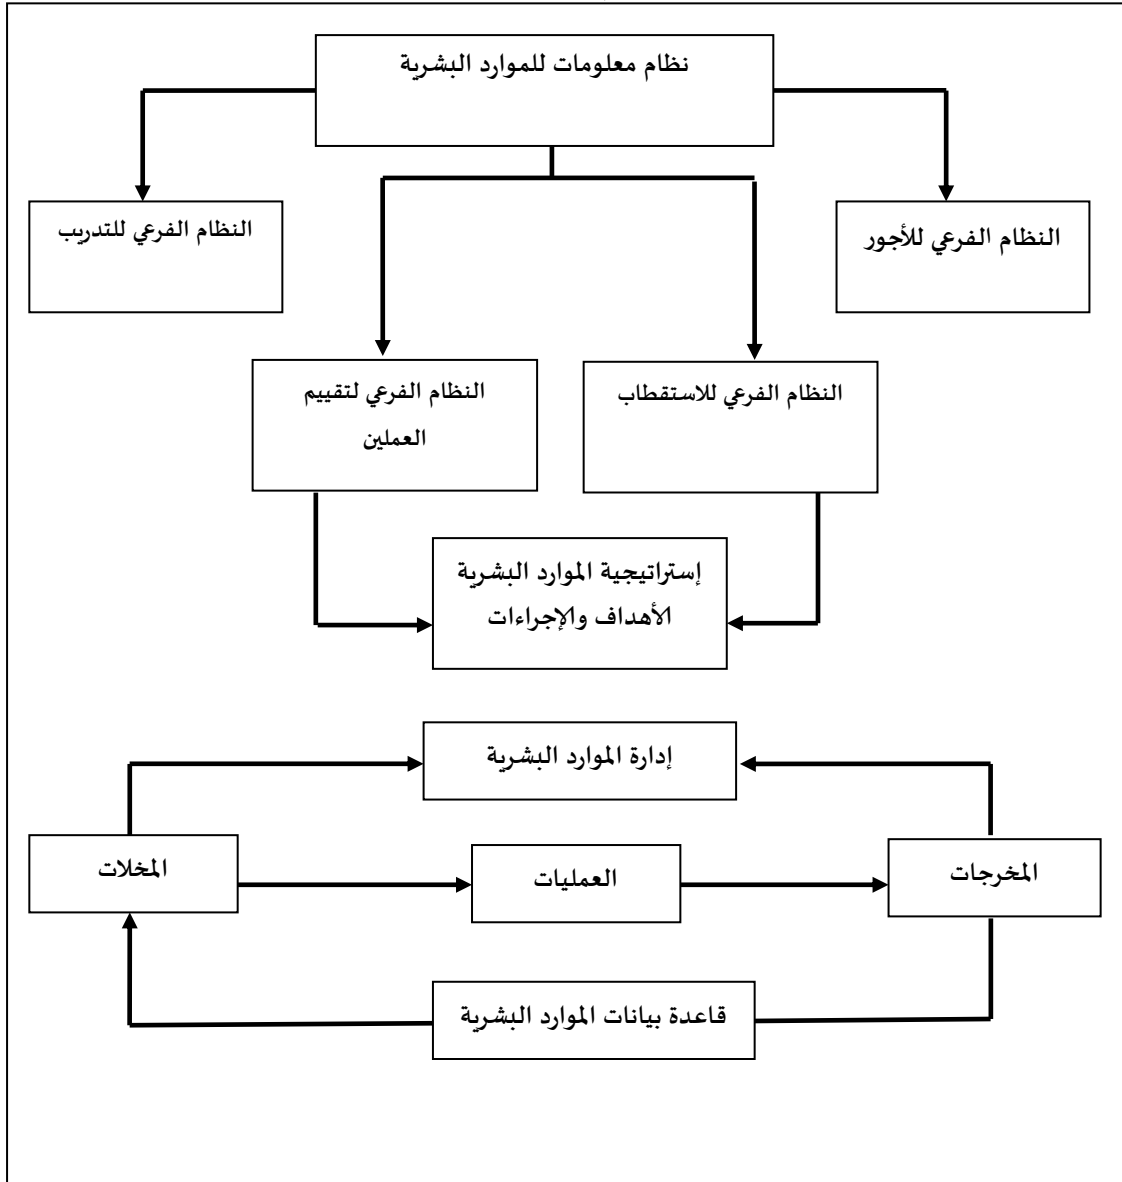 نظام معلومات للموارد البشرية
النظام الفرعي للأجور
النظام الفرعي للتدريب
النظام الفرعي للاستقطاب
النظام الفرعي لتقييم
العملين
إستراتيجية الموارد البشرية
الأهداف والإجراءات
إدارة الموارد البشرية
المخرجات
العمليات
المخلات
قاعدة بيانات الموارد البشرية